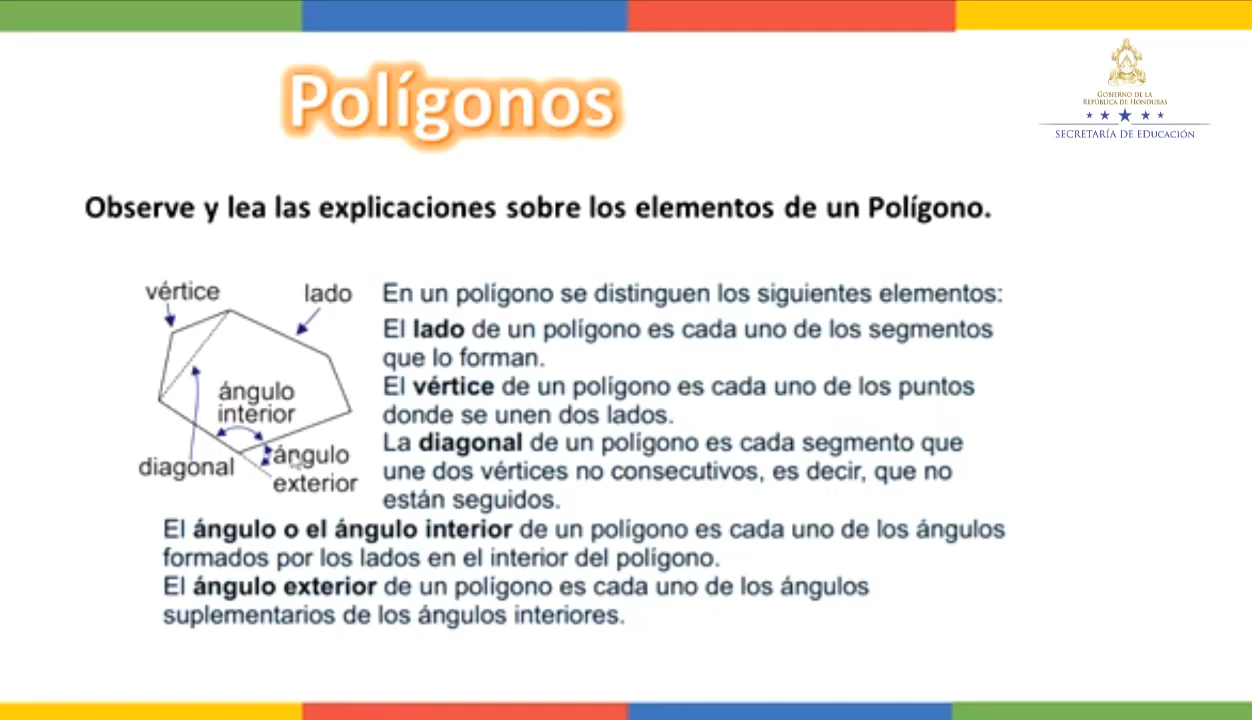 Polígonos
GOBIERNO DE LA
REPÚBLICA DE HONDURAS
SECRETARÍA DE EDUCACIÓN
Observe y lea las explicaciones sobre los elementos de un Polígono.
vértice
lado
ángulo
interior
diagonal
ángulo
exterior
En un polígono se distinguen los siguientes elementos:
El lado de un polígono es cada uno de los segmentos
que lo forman.
El vértice de un polígono es cada uno de los puntos
donde se unen dos lados.
La diagonal de un polígono es cada segmento que
une dos vértices no consecutivos, es decir, que no
están seguidos.
El ángulo o el ángulo interior de un polígono es cada uno de los ángulos
formados por los lados en el interior del polígono.
El ángulo exterior de un polígono es cada uno de los ángulos
suplementarios de los ángulos interiores.